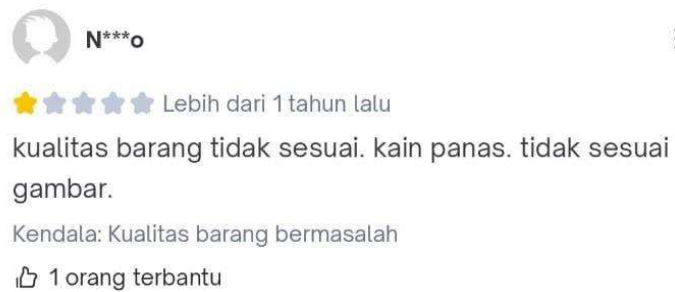 N***o
Lebih dari 1 tahun lalu
kualitas barang tidak sesuai. kain panas. tidak sesuai
gambar.
Kendala: Kualitas barang bermasalah
1 orang terbantu